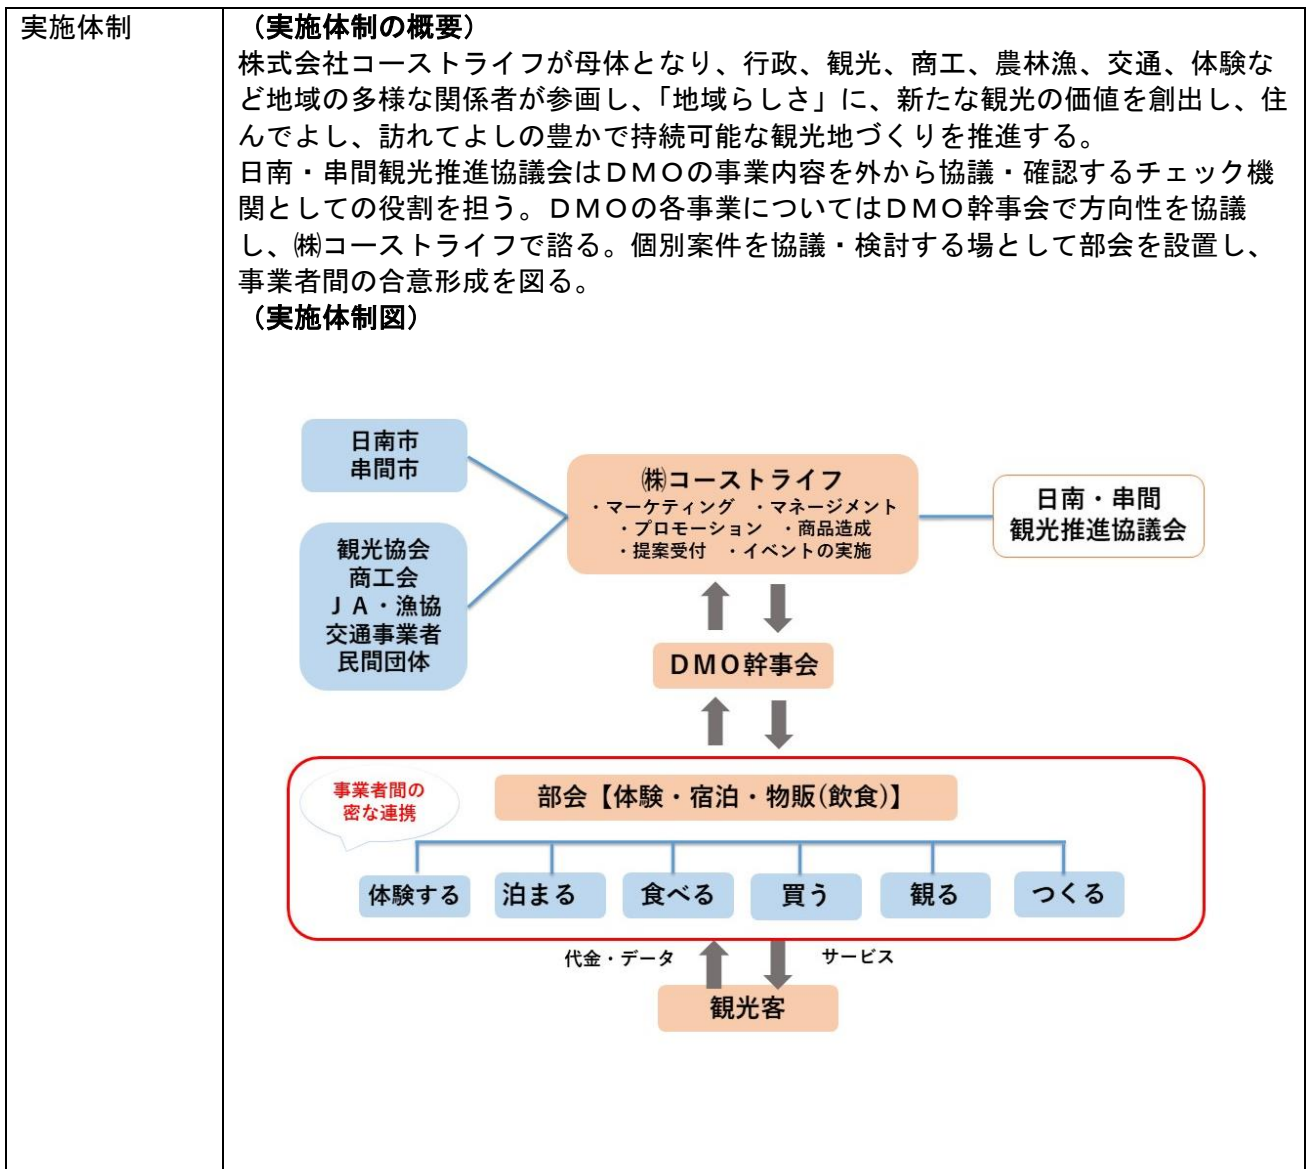 実施体制
（実施体制の概要）
株式会社コーストライフが母体となり、行政、観光、商工、農林漁、交通、体験な
ど地域の多様な関係者が参画し、「地域らしさ」に、新たな観光の価値を創出し、住
んでよし、訪れてよしの豊かで持続可能な観光地づくりを推進する。
日南・串間観光推進協議会はＤＭＯの事業内容を外から協議・確認するチェック機
関としての役割を担う。ＤＭＯの各事業についてはＤＭＯ幹事会で方向性を協議
し、㈱コーストライフで諮る。個別案件を協議・検討する場として部会を設置し、
事業者間の合意形成を図る。
（実施体制図）
日南市
串間市
観光協会
商工会
ＪＡ・漁協
交通事業者
民間団体
㈱コーストライフ
・マーケティング　・マネージメント
・プロモーション　・商品造成
・提案受付　・イベントの実施
日南・串間
観光推進協議会
ＤＭＯ幹事会
事業者間の
密な連携
部会【体験・宿泊・物販(飲食)】
体験する
泊まる
食べる
買う
観る
つくる
代金・データ
サービス
観光客